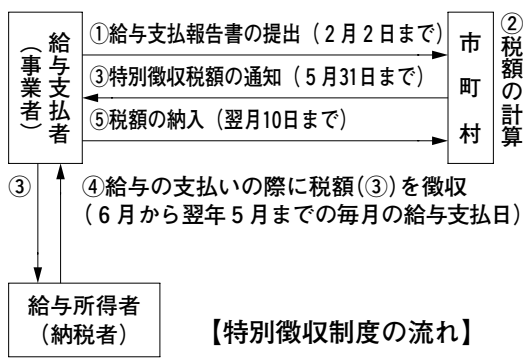 ①給与支払報告書の提出（２月２日まで）
③特別徴収税額の通知（５月31日まで）
⑤税額の納入（翌月10日まで）
給与支払者
（事業者）
市町村
②税額の計算
③
④給与の支払いの際に税額（③）を徴収
（６月から翌年５月までの毎月の給与支払日）
給与所得者
（納税者）
【特別徴収制度の流れ】